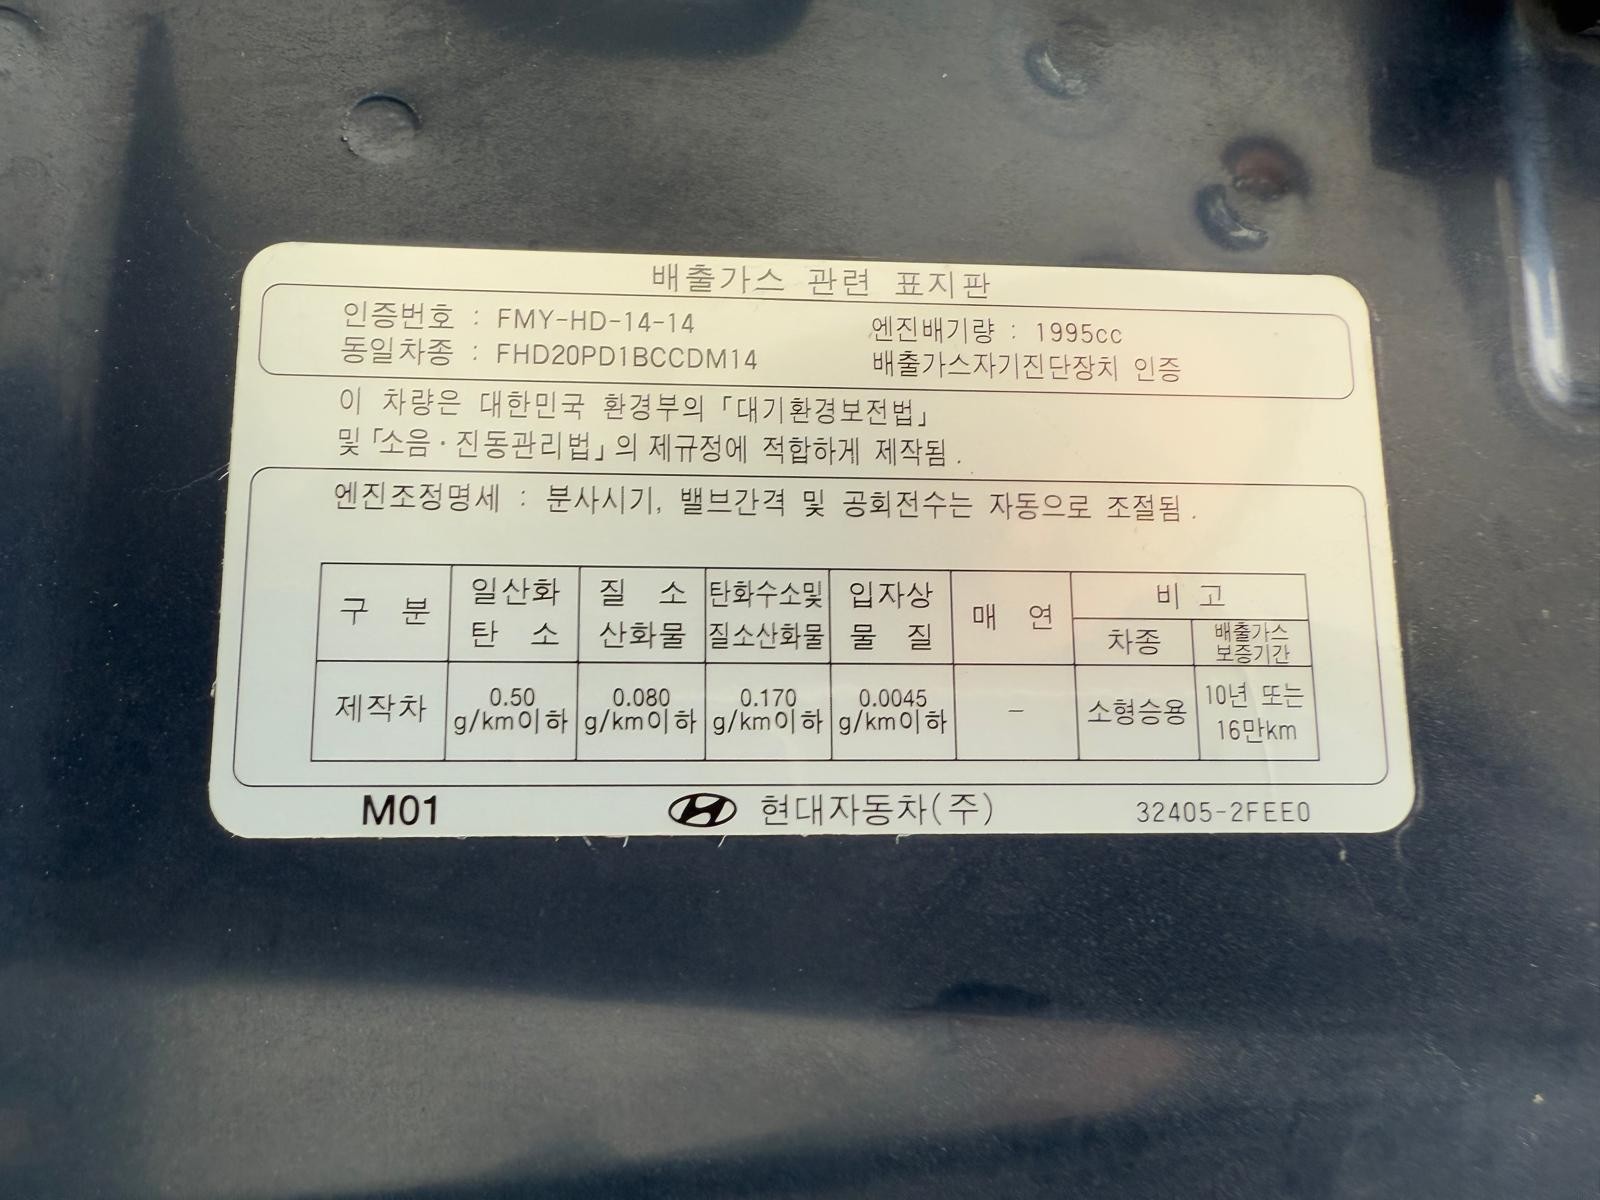 배출가스 관련 표지판
인증번호 : FMY-HD-14-14
엔진배기량 : 1995cc
동일차종 : FHD20PD1BCCDM14
배출가스자기진단장치 인증
이 차량은 대한민국 환경부의 「대기환경보전법」
및 「소음·진동관리법」의 제규정에 적합하게 제작됨.
엔진조정명세 : 분사시기, 밸브간격 및 공회전수는 자동으로 조절됨.
구 분
일산화
탄 소
질 소
산화물
탄화수소및
질소산화물
입자상
물 질
매 연
비 고
차종
배출가스
보증기간
제작차
0.50
g/km이하
0.080
g/km이하
0.170
g/km이하
0.0045
g/km이하
–
소형승용
10년 또는
16만km
M01
현대자동차(주)
32405-2FEE0